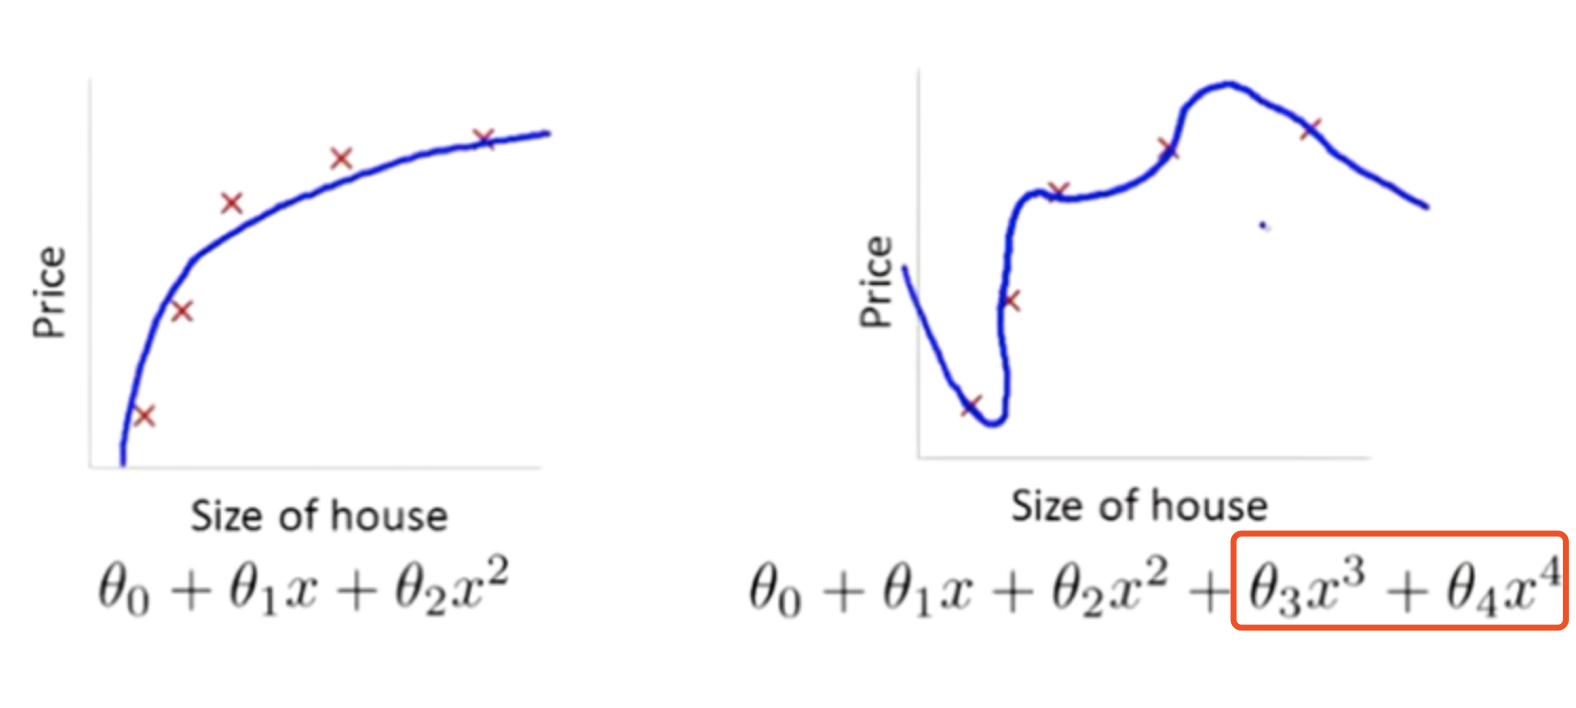 Price
Size of house
θ₀ + θ₁x + θ₂x²
Price
Size of house
θ₀ + θ₁x + θ₂x² + θ₃x³ + θ₄x⁴